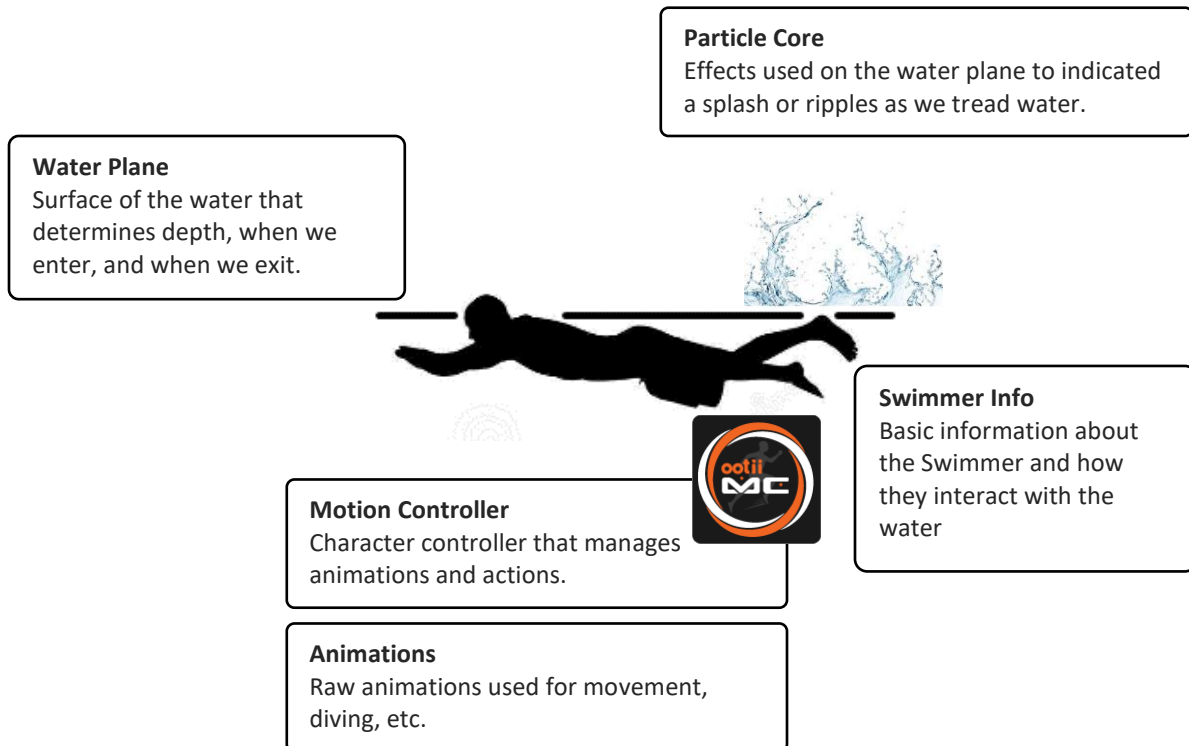 Particle Core
Effects used on the water plane to indicated
a splash or ripples as we tread water.
Water Plane
Surface of the water that
determines depth, when we
enter, and when we exit.
Swimmer Info
Basic information about
the Swimmer and how
they interact with the
water
ootii
MC
Motion Controller
Character controller that manages
animations and actions.
Animations
Raw animations used for movement,
diving, etc.